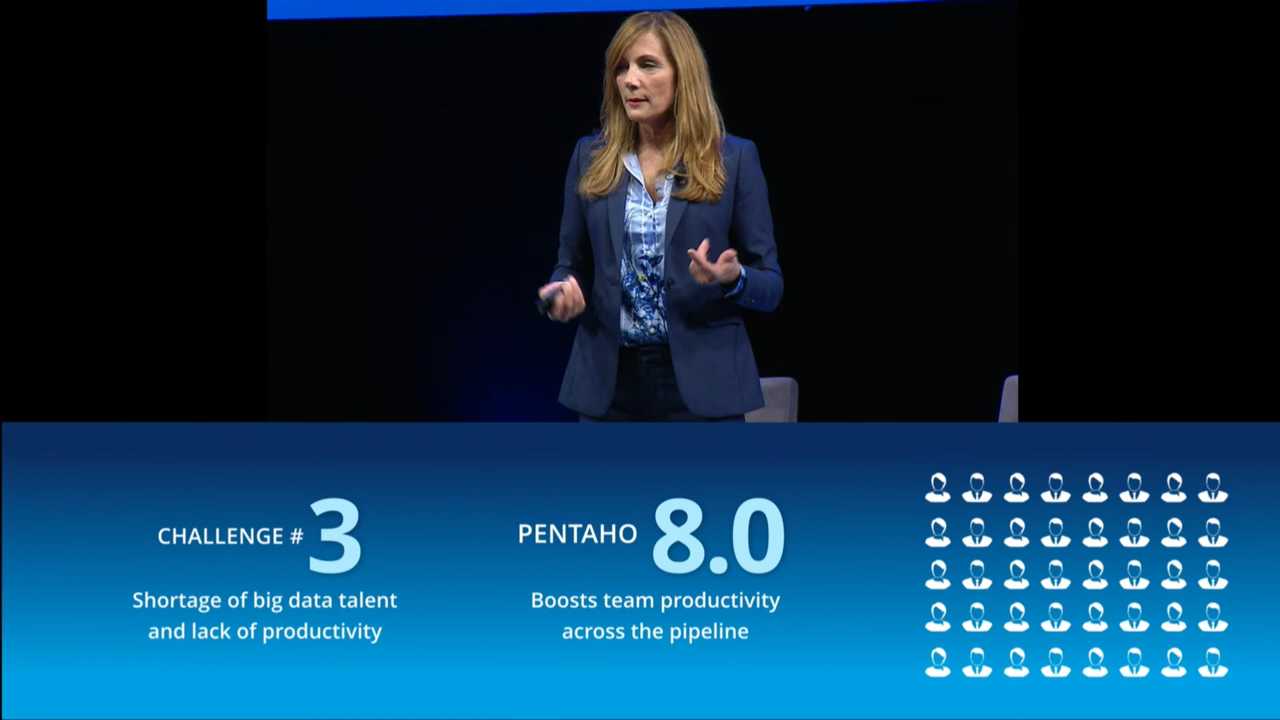 CHALLENGE # 3
Shortage of big data talent
and lack of productivity
PENTAHO 8.0
Boosts team productivity
across the pipeline